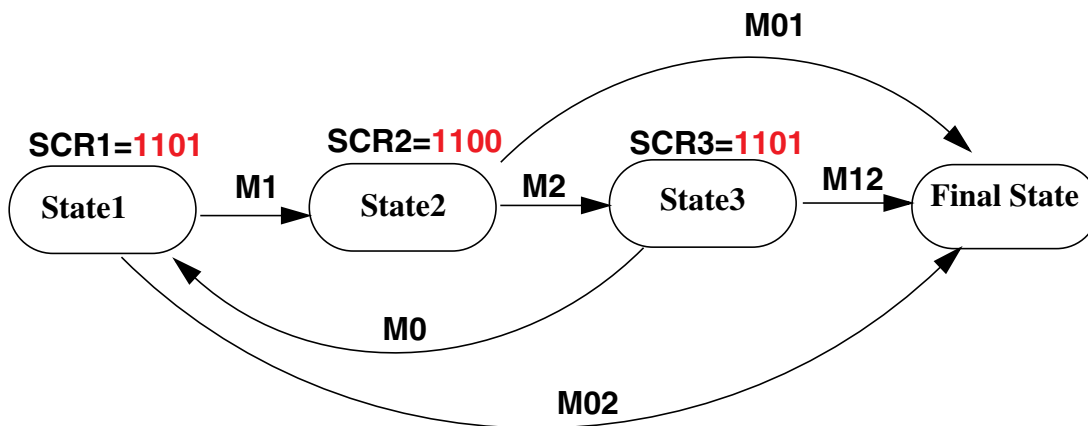 M01
SCR1=1101
SCR2=1100
SCR3=1101
State1
M1
State2
M2
State3
M12
Final State
M0
M02